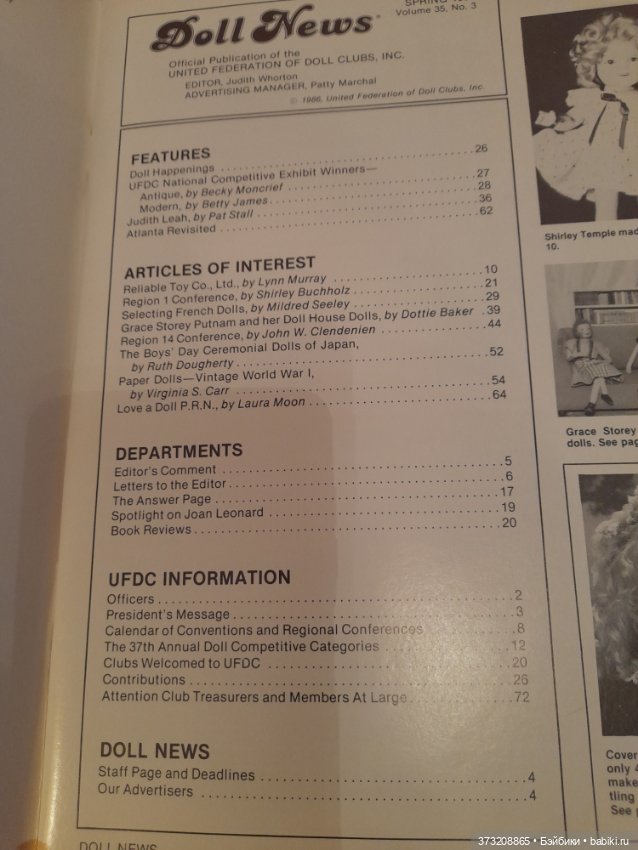 Doll News®
SPRING
Volume 35, No. 3
Official Publication of the
UNITED FEDERATION OF DOLL CLUBS, INC.
EDITOR, Judith Whorton
ADVERTISING MANAGER, Patty Marchal
© 1986, United Federation of Doll Clubs, Inc.
FEATURES
Doll Happenings 26
UFDC National Competitive Exhibit Winners—
Antique, by Becky Moncrief 27
Modern, by Betty James 28
Judith Leah, by Pat Stall 36
Atlanta Revisited 62
ARTICLES OF INTEREST
Reliable Toy Co., Ltd., by Lynn Murray 10
Region 1 Conference, by Shirley Buchholz 21
Selecting French Dolls, by Mildred Seeley 29
Grace Storey Putnam and her Doll House Dolls, by Dottie Baker 39
Region 14 Conference, by John W. Clendenien 44
The Boys' Day Ceremonial Dolls of Japan,
by Ruth Dougherty 52
Paper Dolls—Vintage World War I,
by Virginia S. Carr 54
Love a Doll P.R.N., by Laura Moon 64
DEPARTMENTS
Editor's Comment 5
Letters to the Editor 6
The Answer Page 17
Spotlight on Joan Leonard 19
Book Reviews 20
UFDC INFORMATION
Officers 2
President's Message 3
Calendar of Conventions and Regional Conferences 8
The 37th Annual Doll Competitive Categories 12
Clubs Welcomed to UFDC 20
Contributions 26
Attention Club Treasurers and Members At Large 72
DOLL NEWS
Staff Page and Deadlines 4
Our Advertisers 4
DOLL NEWS
Shirley Temple mad
10.
Grace Storey
dolls. See pag
Cover
only 4
make
tling
See
373208865 • Бэйбики • babiki.ru